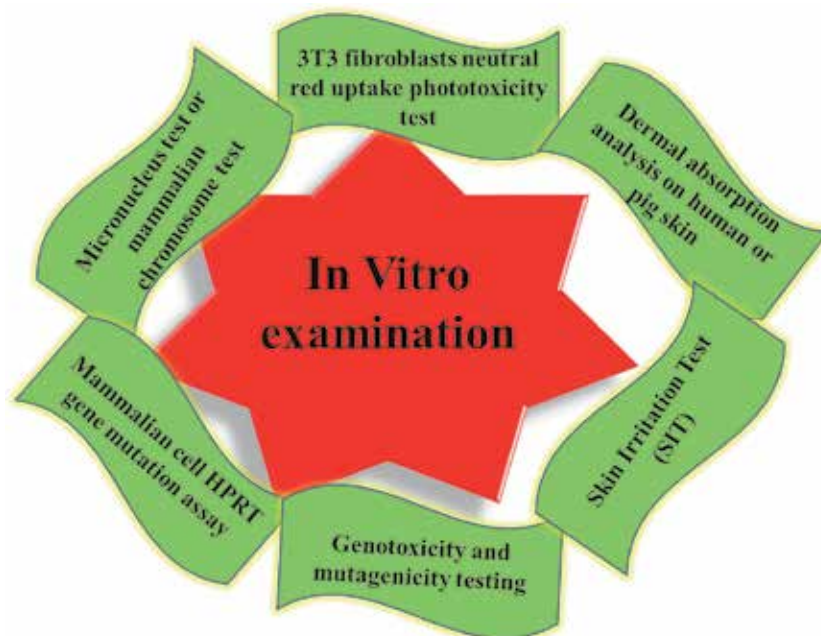 3T3 fibroblasts neutral
red uptake phototoxicity
test
Dermal absorption
analysis on human or
pig skin
Skin Irritation Test
(SIT)
Genotoxicity and
mutagenicity testing
Mammalian cell HPRT
gene mutation assay
Micronucleus test or
mammalian
chromosome test
In Vitro
examination